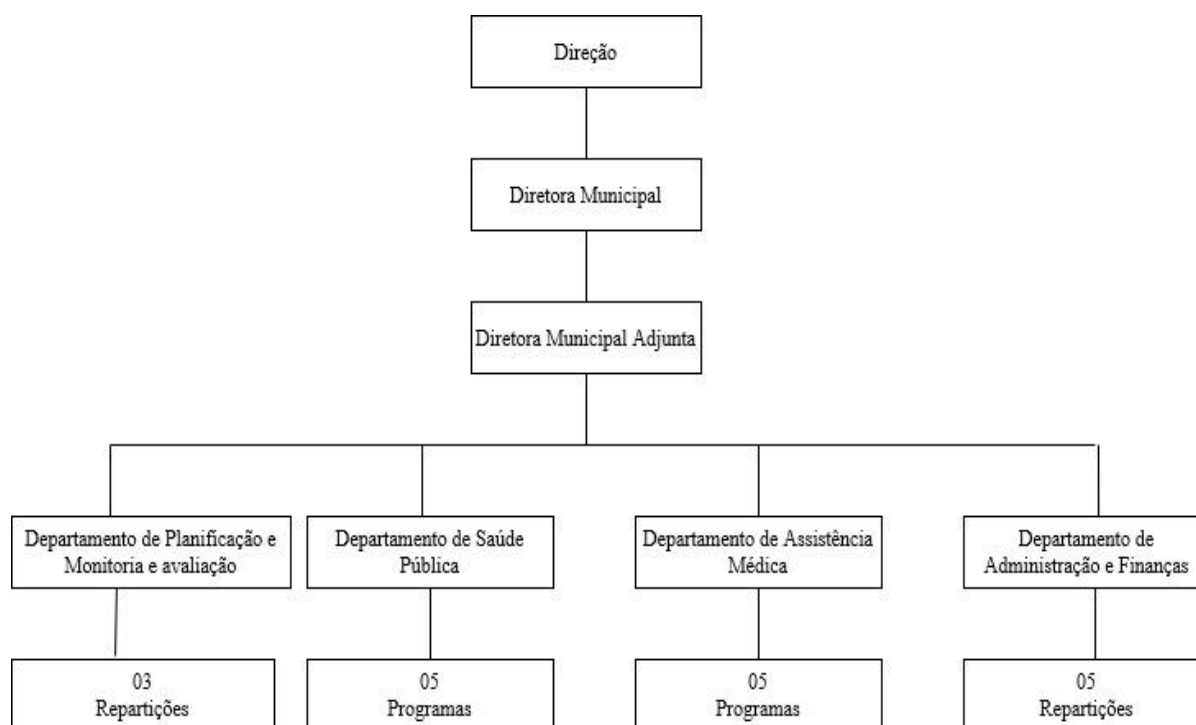 Direção
Diretora Municipal
Diretora Municipal Adjunta
Departamento de Planificação e
Monitoria e avaliação
Departamento de Saúde
Pública
Departamento de Assistência
Médica
Departamento de
Administração e Finanças
03
Repartições
05
Programas
05
Programas
05
Repartições